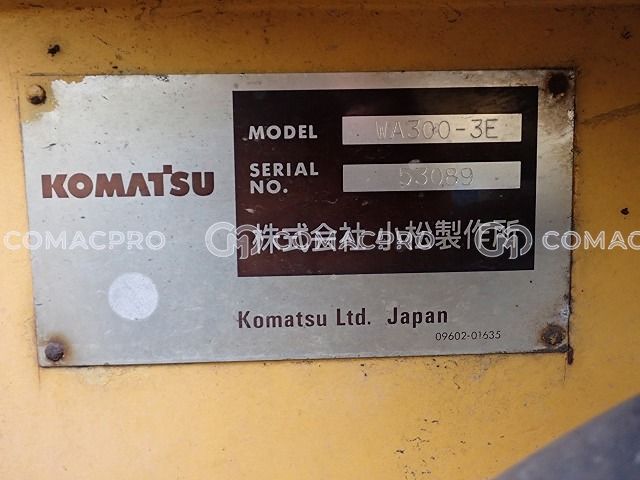 MODEL WA300-3E
SERIAL NO. 53089
KOMATSU
株式会社 小松製作所
COMACPRO COMACPRO COMAC
Komatsu Ltd. Japan
09602-01635